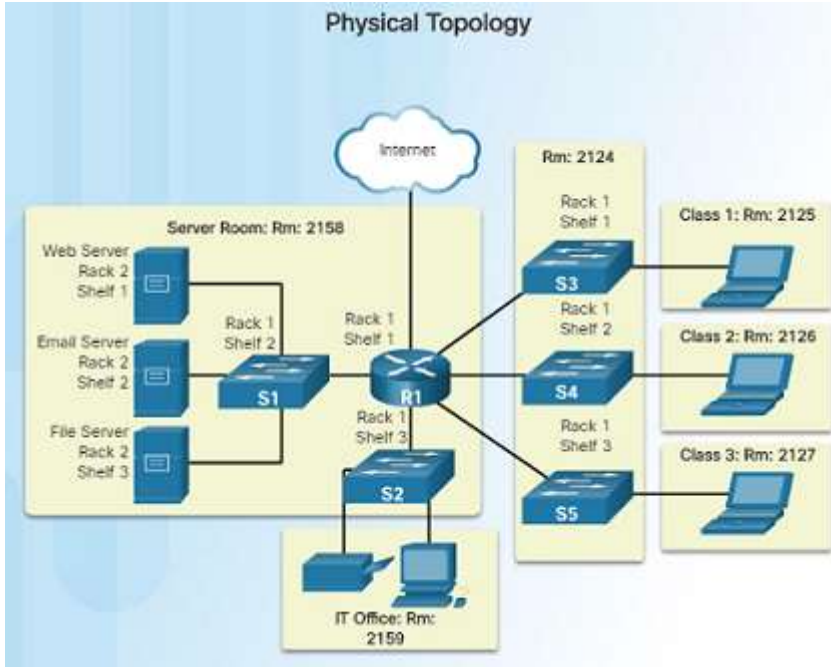 Physical Topology
Internet
Server Room: Rm: 2158
Web Server
Rack 2
Shelf 1
Email Server
Rack 2
Shelf 2
File Server
Rack 2
Shelf 3
Rack 1
Shelf 2
S1
Rack 1
Shelf 1
R1
Rack 1
Shelf 3
S2
IT Office: Rm:
2159
Rm: 2124
Rack 1
Shelf 1
S3
Rack 1
Shelf 2
S4
Rack 1
Shelf 3
S5
Class 1: Rm: 2125
Class 2: Rm: 2126
Class 3: Rm: 2127